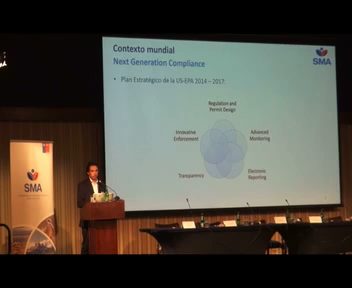 Contexto mundial
Next Generation Compliance
SMA
• Plan Estratégico de la US-EPA 2014 – 2017:
Regulation and
Permit Design
Innovative
Enforcement
Advanced
Monitoring
Transparency
Electronic
Reporting
SMA